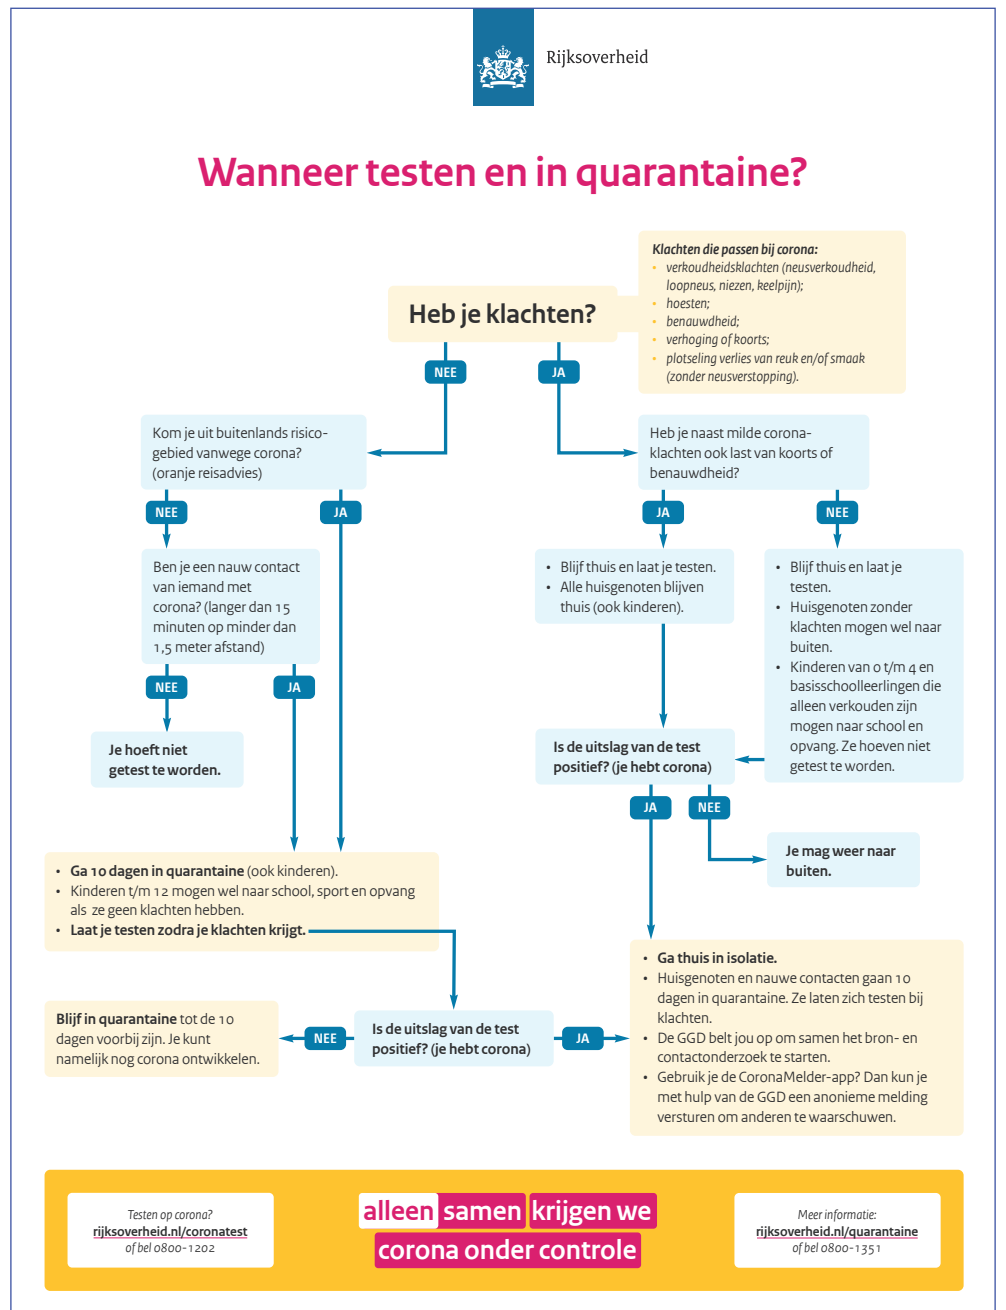 Rijksoverheid
Wanneer testen en in quarantaine?
Klachten die passen bij corona:
• verkoudheidsklachten (neusverkoudheid,
loopneus, niezen, keelpijn);
• hoesten;
• benauwdheid;
• verhoging of koorts;
• plotseling verlies van reuk en/of smaak
(zonder neusverstopping).
Heb je klachten?
NEE
JA
Kom je uit buitenlands risico-
gebied vanwege corona?
(oranje reisadvies)
Heb je naast milde corona-
klachten ook last van koorts of
benauwdheid?
NEE
JA
JA
NEE
Ben je een nauw contact
van iemand met
corona? (langer dan 15
minuten op minder dan
1,5 meter afstand)
• Blijf thuis en laat je testen.
• Alle huisgenoten blijven
thuis (ook kinderen).
• Blijf thuis en laat je
testen.
• Huisgenoten zonder
klachten mogen wel naar
buiten.
• Kinderen van 0 t/m 4 en
basisschoolleerlingen die
alleen verkouden zijn
mogen naar school en
opvang. Ze hoeven niet
getest te worden.
NEE
JA
Je hoeft niet
getest te worden.
Is de uitslag van de test
positief? (je hebt corona)
JA
NEE
Je mag weer naar
buiten.
• Ga 10 dagen in quarantaine (ook kinderen).
• Kinderen t/m 12 mogen wel naar school, sport en opvang
als ze geen klachten hebben.
• Laat je testen zodra je klachten krijgt.
Blijf in quarantaine tot de 10
dagen voorbij zijn. Je kunt
namelijk nog corona ontwikkelen.
NEE
Is de uitslag van de test
positief? (je hebt corona)
JA
• Ga thuis in isolatie.
• Huisgenoten en nauwe contacten gaan 10
dagen in quarantaine. Ze laten zich testen bij
klachten.
• De GGD belt jou op om samen het bron- en
contactonderzoek te starten.
• Gebruik je de CoronaMelder-app? Dan kun je
met hulp van de GGD een anonieme melding
versturen om anderen te waarschuwen.
Testen op corona?
rijksoverheid.nl/coronatest
of bel 0800-1202
alleen samen krijgen we
corona onder controle
Meer informatie:
rijksoverheid.nl/quarantaine
of bel 0800-1351